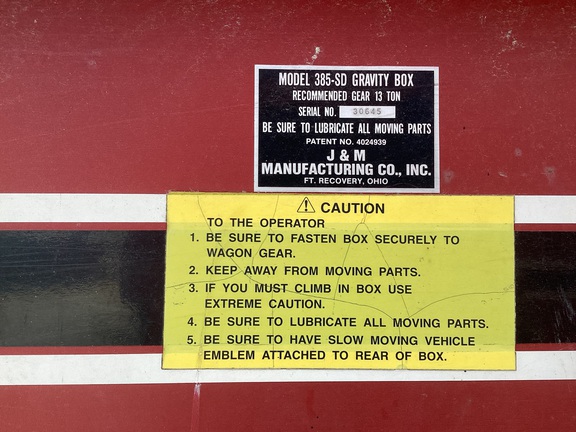 MODEL 385-SD GRAVITY BOX
RECOMMENDED GEAR 13 TON
SERIAL NO. 30645
BE SURE TO LUBRICATE ALL MOVING PARTS
PATENT NO. 4024939
J & M
MANUFACTURING CO., INC.
FT. RECOVERY, OHIO
⚠ CAUTION
TO THE OPERATOR
1. BE SURE TO FASTEN BOX SECURELY TO
WAGON GEAR.
2. KEEP AWAY FROM MOVING PARTS.
3. IF YOU MUST CLIMB IN BOX USE
EXTREME CAUTION.
4. BE SURE TO LUBRICATE ALL MOVING PARTS.
5. BE SURE TO HAVE SLOW MOVING VEHICLE
EMBLEM ATTACHED TO REAR OF BOX.